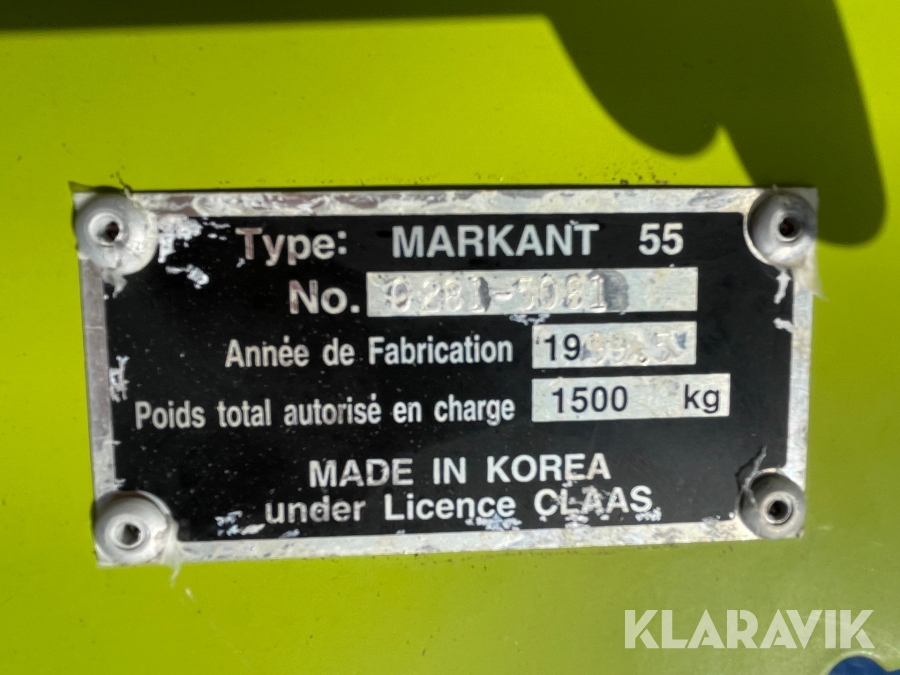 Type: MARKANT 55
No.
Année de Fabrication 19
Poids total autorisé en charge 1500 kg
MADE IN KOREA
under Licence CLAAS
KLARAVIK